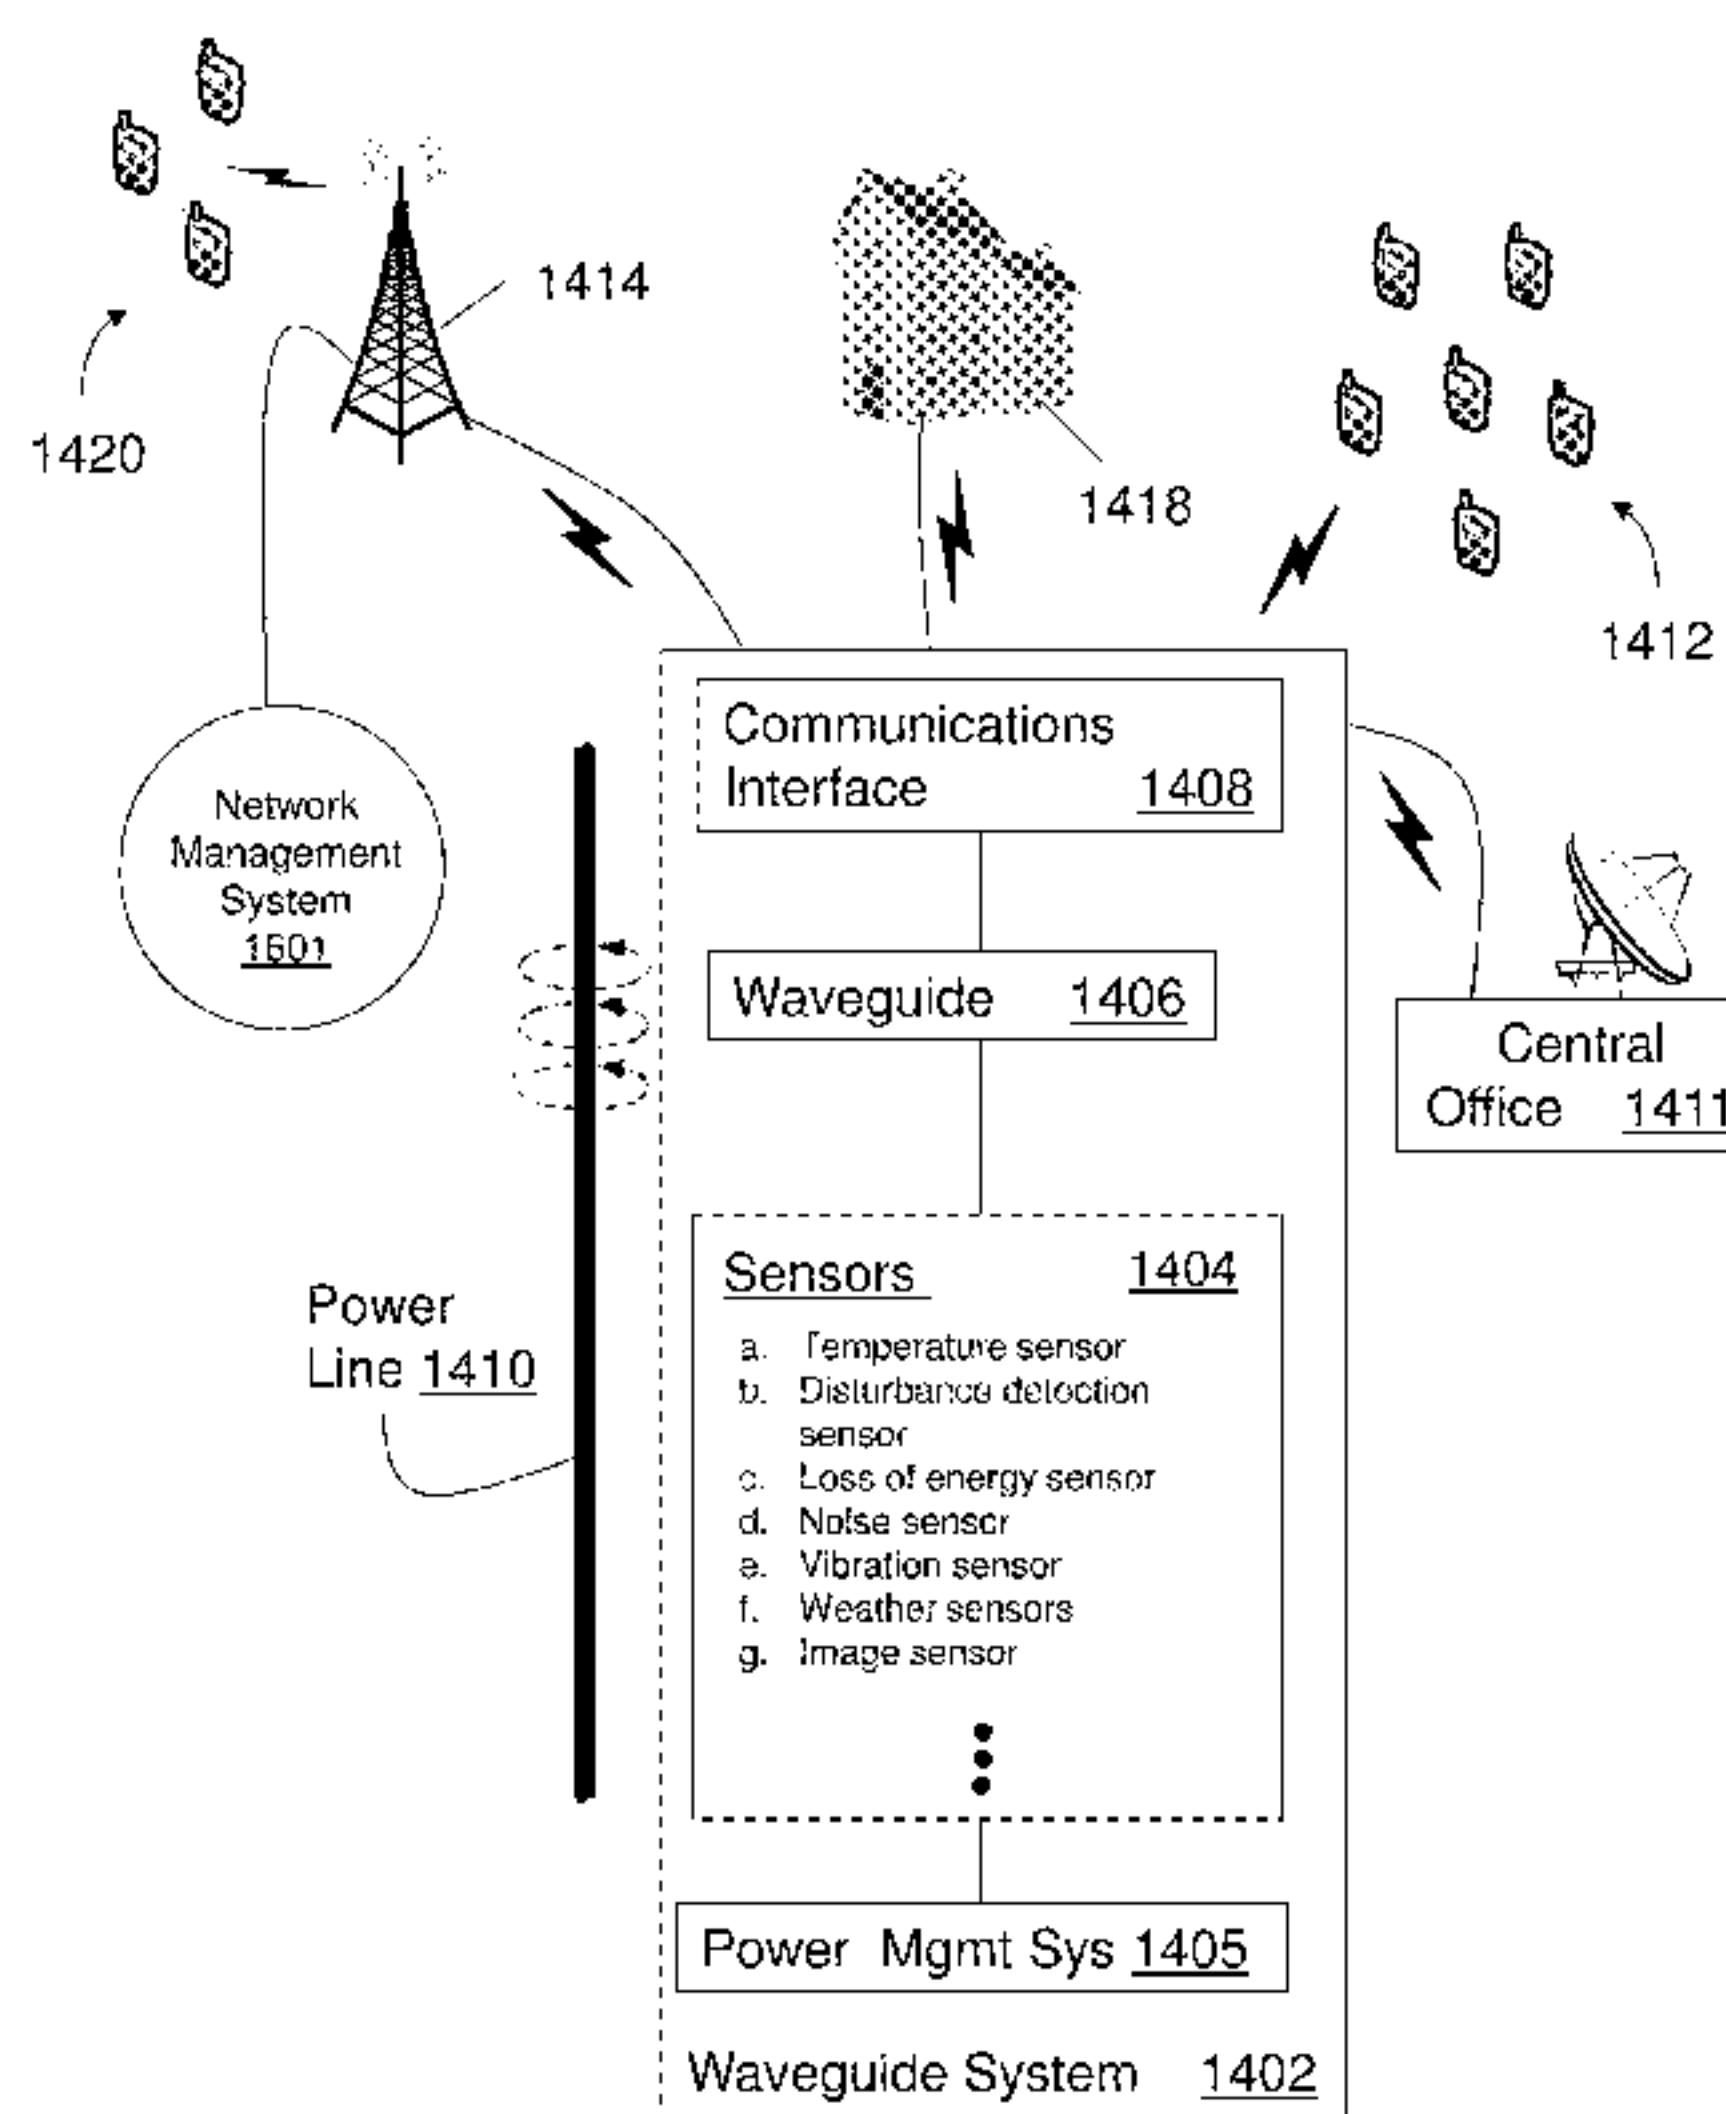 1414
1420
1418
1412
Communications
Interface 1408
Network
Management
System
1601
Waveguide 1406
Central
Office 1411
Sensors 1404
a. Temperature sensor
b. Disturbance detection
sensor
c. Loss of energy sensor
d. Noise sensor
e. Vibration sensor
f. Weather sensors
g. Image sensor
Power
Line 1410
Power Mgmt Sys 1405
Waveguide System 1402